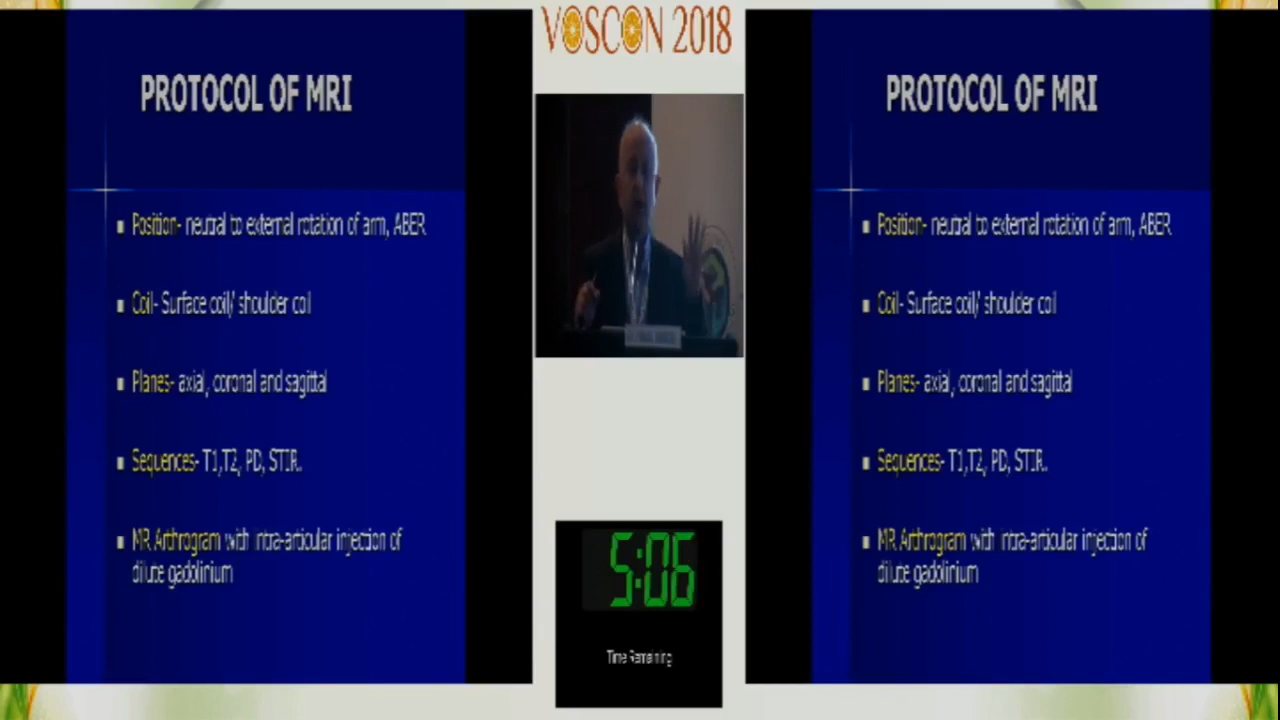 VOSCON 2018
PROTOCOL OF MRI
Position- neutral to external rotation of arm, ABER
Coil- Surface coil/ shoulder coil
Planes- axial, coronal and sagittal
Sequences- T1,T2, PD, STIR.
MR Arthrogram with intra-articular injection of
dilute gadolinium
5:06
Time Remaining
PROTOCOL OF MRI
Position- neutral to external rotation of arm, ABER
Coil- Surface coil/ shoulder coil
Planes- axial, coronal and sagittal
Sequences- T1,T2, PD, STIR.
MR Arthrogram with intra-articular injection of
dilute gadolinium